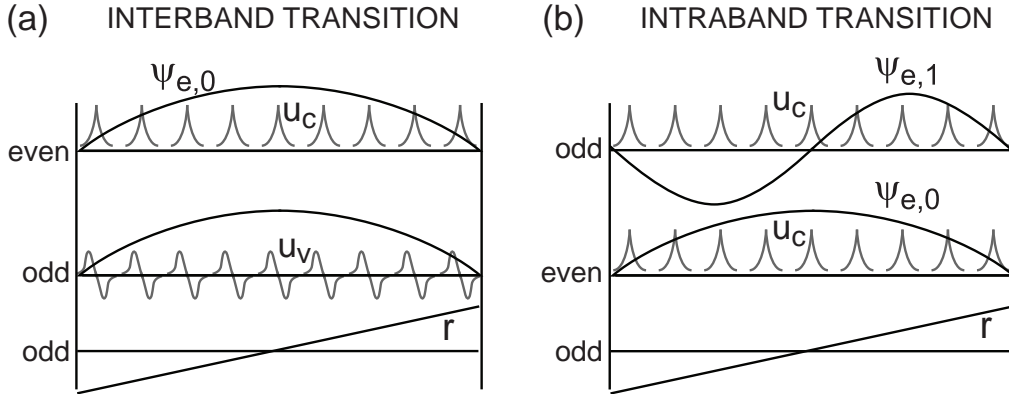 (a) INTERBAND TRANSITION
ψe,0
uc
even
uv
odd
r
odd
(b) INTRABAND TRANSITION
ψe,1
uc
odd
ψe,0
uc
even
r
odd